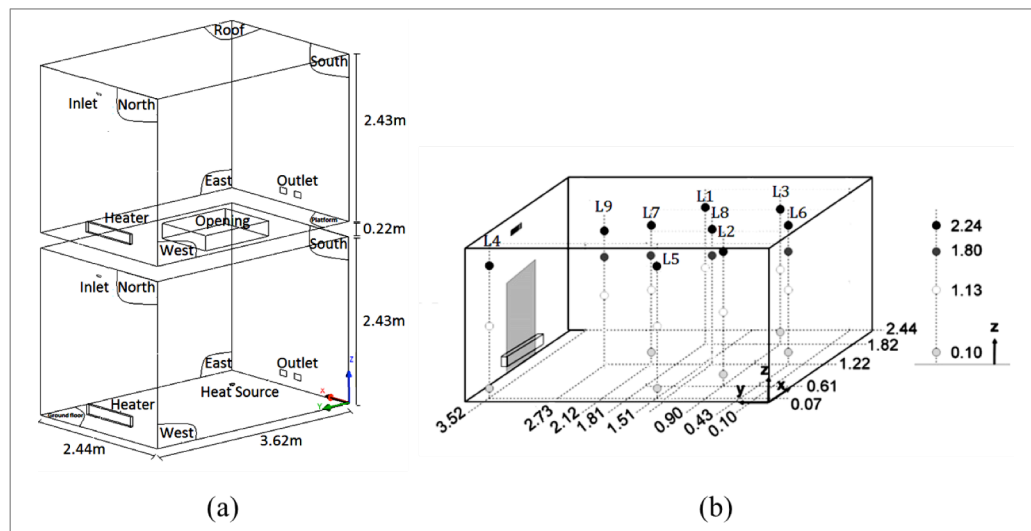 Roof
South
Inlet
North
2.43m
East
Outlet
Heater
Opening
Platform
0.22m
West
South
Inlet
North
2.43m
East
Outlet
Heat Source
Heater
Ground floor
West
z
x
Y
2.44m
3.62m
(a)
L1
L3
L9
L7
L8
L6
L4
L2
L5
2.24
1.80
1.13
0.10
z
2.44
1.82
1.22
0.61
0.07
z
y
x
3.52
2.73
2.12
1.81
1.51
0.90
0.43
0.10
(b)